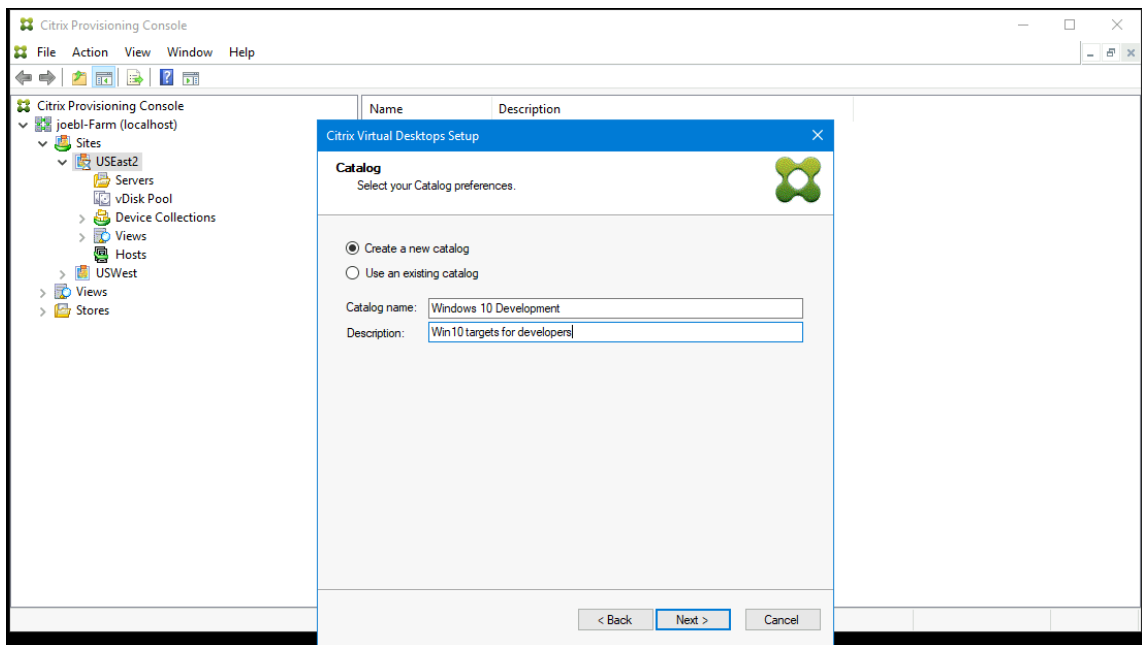 Citrix Provisioning Console
File Action View Window Help
Citrix Provisioning Console
joebl-Farm (localhost)
Sites
USEast2
Servers
vDisk Pool
Device Collections
Views
Hosts
USWest
Views
Stores
Name Description
Citrix Virtual Desktops Setup
Catalog
Select your Catalog preferences.
Create a new catalog
Use an existing catalog
Catalog name: Windows 10 Development
Description: Win10 targets for developers
< Back Next > Cancel